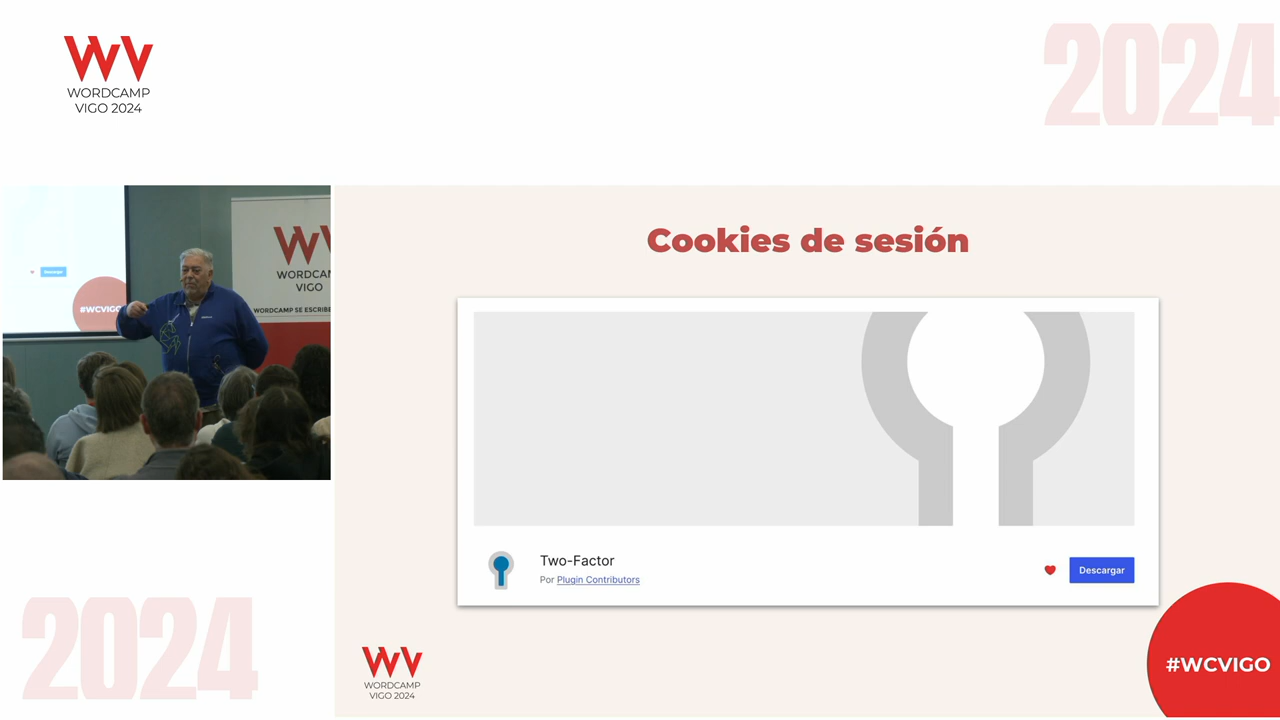 WORDCAMP
VIGO 2024
2024
Descargar
#WCVIGO
WORDCAM
VIGO
WORDCAMP SE ESCRIBE
Cookies de sesión
Two-Factor
Por Plugin Contributors
Descargar
WORDCAMP
VIGO 2024
#WCVIGO
2024